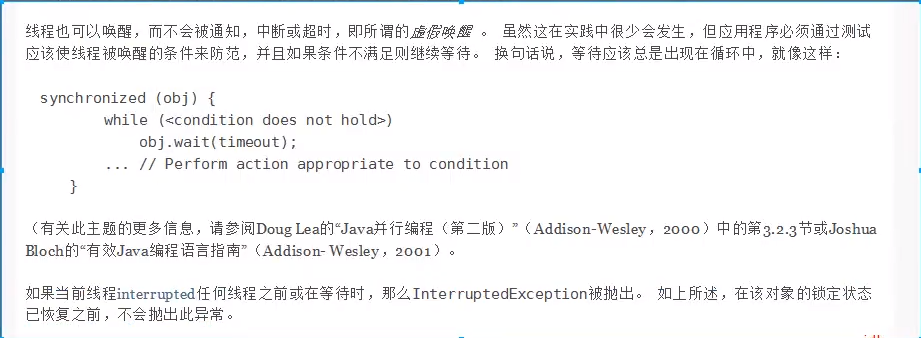 线程也可以唤醒，而不会被通知，中断或超时，即所谓的虚假唤醒 。 虽然这在实践中很少会发生，但应用程序必须通过测试
应该使线程被唤醒的条件来防范，并且如果条件不满足则继续等待。 换句话说，等待应该总是出现在循环中，就像这样：
synchronized (obj) {
while (<condition does not hold>)
obj.wait(timeout);
... // Perform action appropriate to condition
}
（有关此主题的更多信息，请参阅Doug Lea的“Java并行编程（第二版）”（Addison-Wesley，2000）中的第3.2.3节或Joshua
Bloch的“有效Java编程语言指南”（Addison- Wesley，2001）。
如果当前线程interrupted任何线程之前或在等待时，那么InterruptedException被抛出。 如上所述，在该对象的锁定状态
已恢复之前，不会抛出此异常。